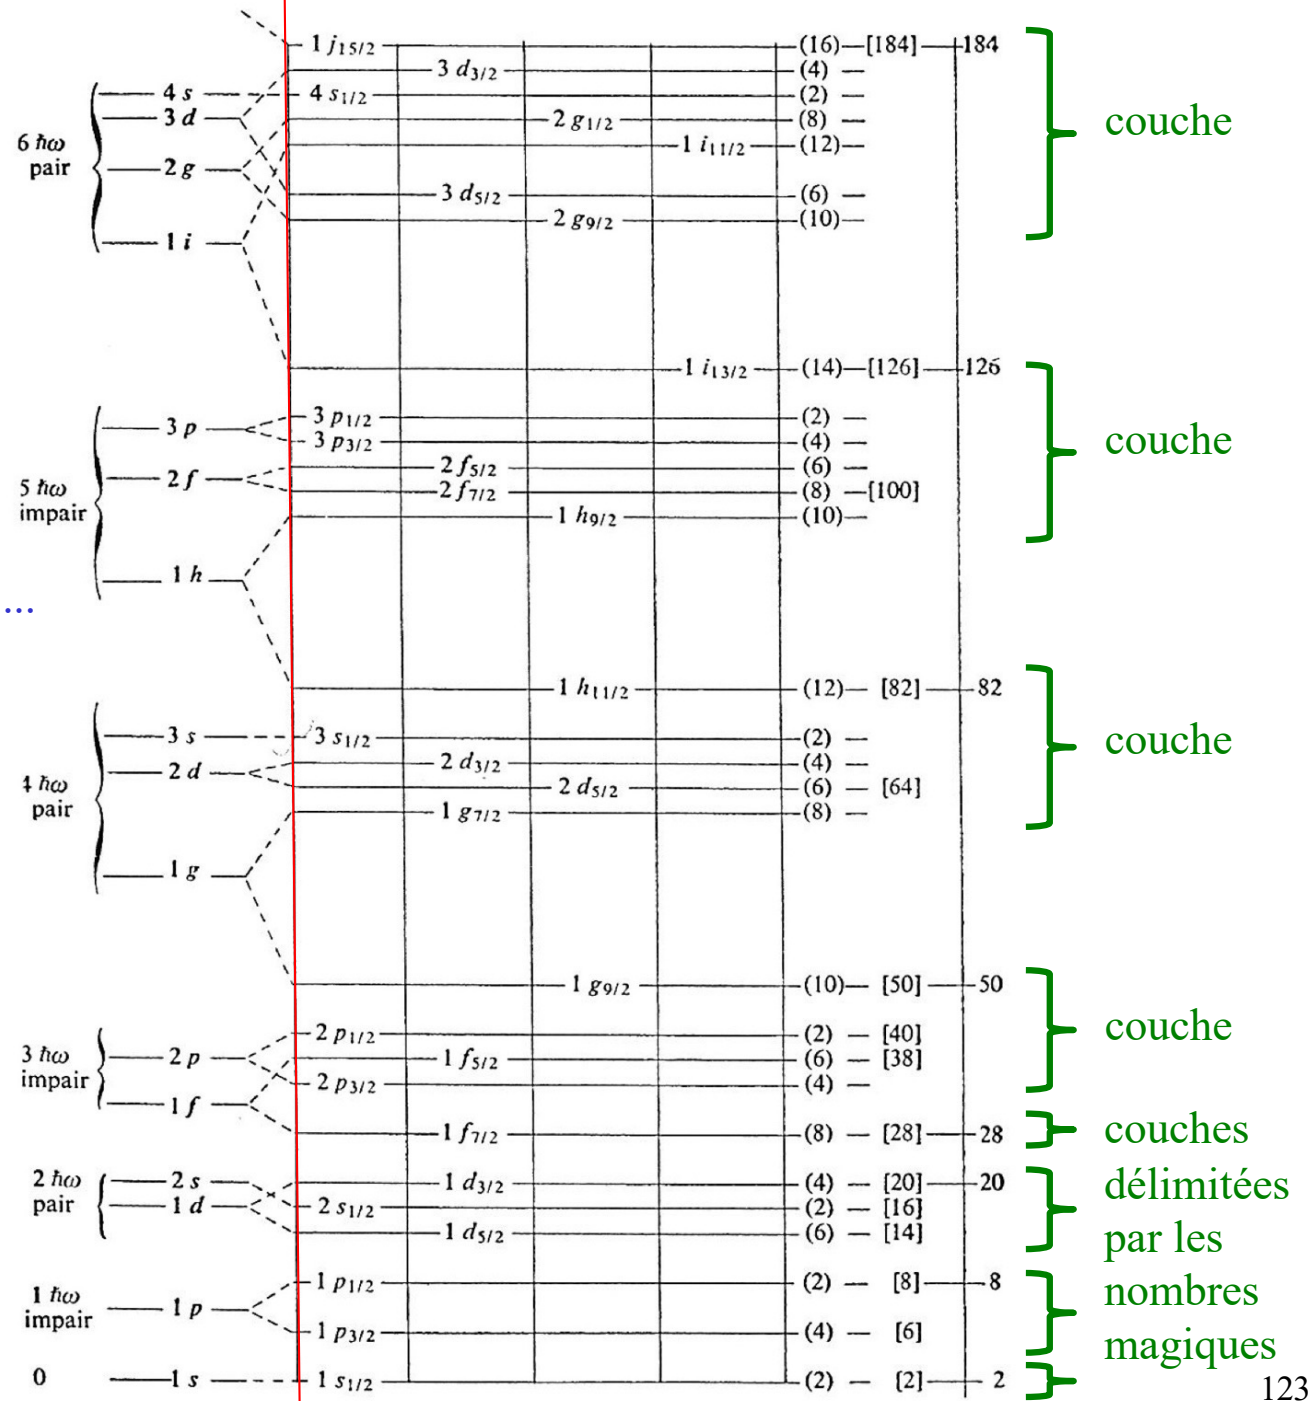 1 j15/2 (16) [184] 184
3 d3/2 (4)
4 s 4 s1/2 (2)
3 d 2 g1/2 (8)
couche
6 ħω
pair
1 i11/2 (12)
2 g
3 d5/2 (6)
2 g9/2 (10)
1 i
1 i13/2 (14) [126] 126
3 p1/2 (2)
3 p
3 p3/2 (4)
couche
2 f5/2 (6)
2 f
2 f7/2 (8) [100]
5 ħω
impair
1 h9/2 (10)
1 h
...
1 h11/2 (12) [82] 82
3 s 3 s1/2 (2)
couche
2 d3/2 (4)
2 d
2 d5/2 (6) [64]
4 ħω
pair
1 g7/2 (8)
1 g
1 g9/2 (10) [50] 50
2 p1/2 (2) [40]
couche
3 ħω
impair
2 p 1 f5/2 (6) [38]
2 p3/2 (4)
1 f
1 f7/2 (8) [28] 28
couches
2 ħω
pair
2 s 1 d3/2 (4) [20] 20
délimitées
1 d 2 s1/2 (2) [16]
1 d5/2 (6) [14]
par les
1 p1/2 (2) [8] 8
nombres
1 ħω
impair
1 p
1 p3/2 (4) [6]
magiques
0 1 s 1 s1/2 (2) [2] 2
123